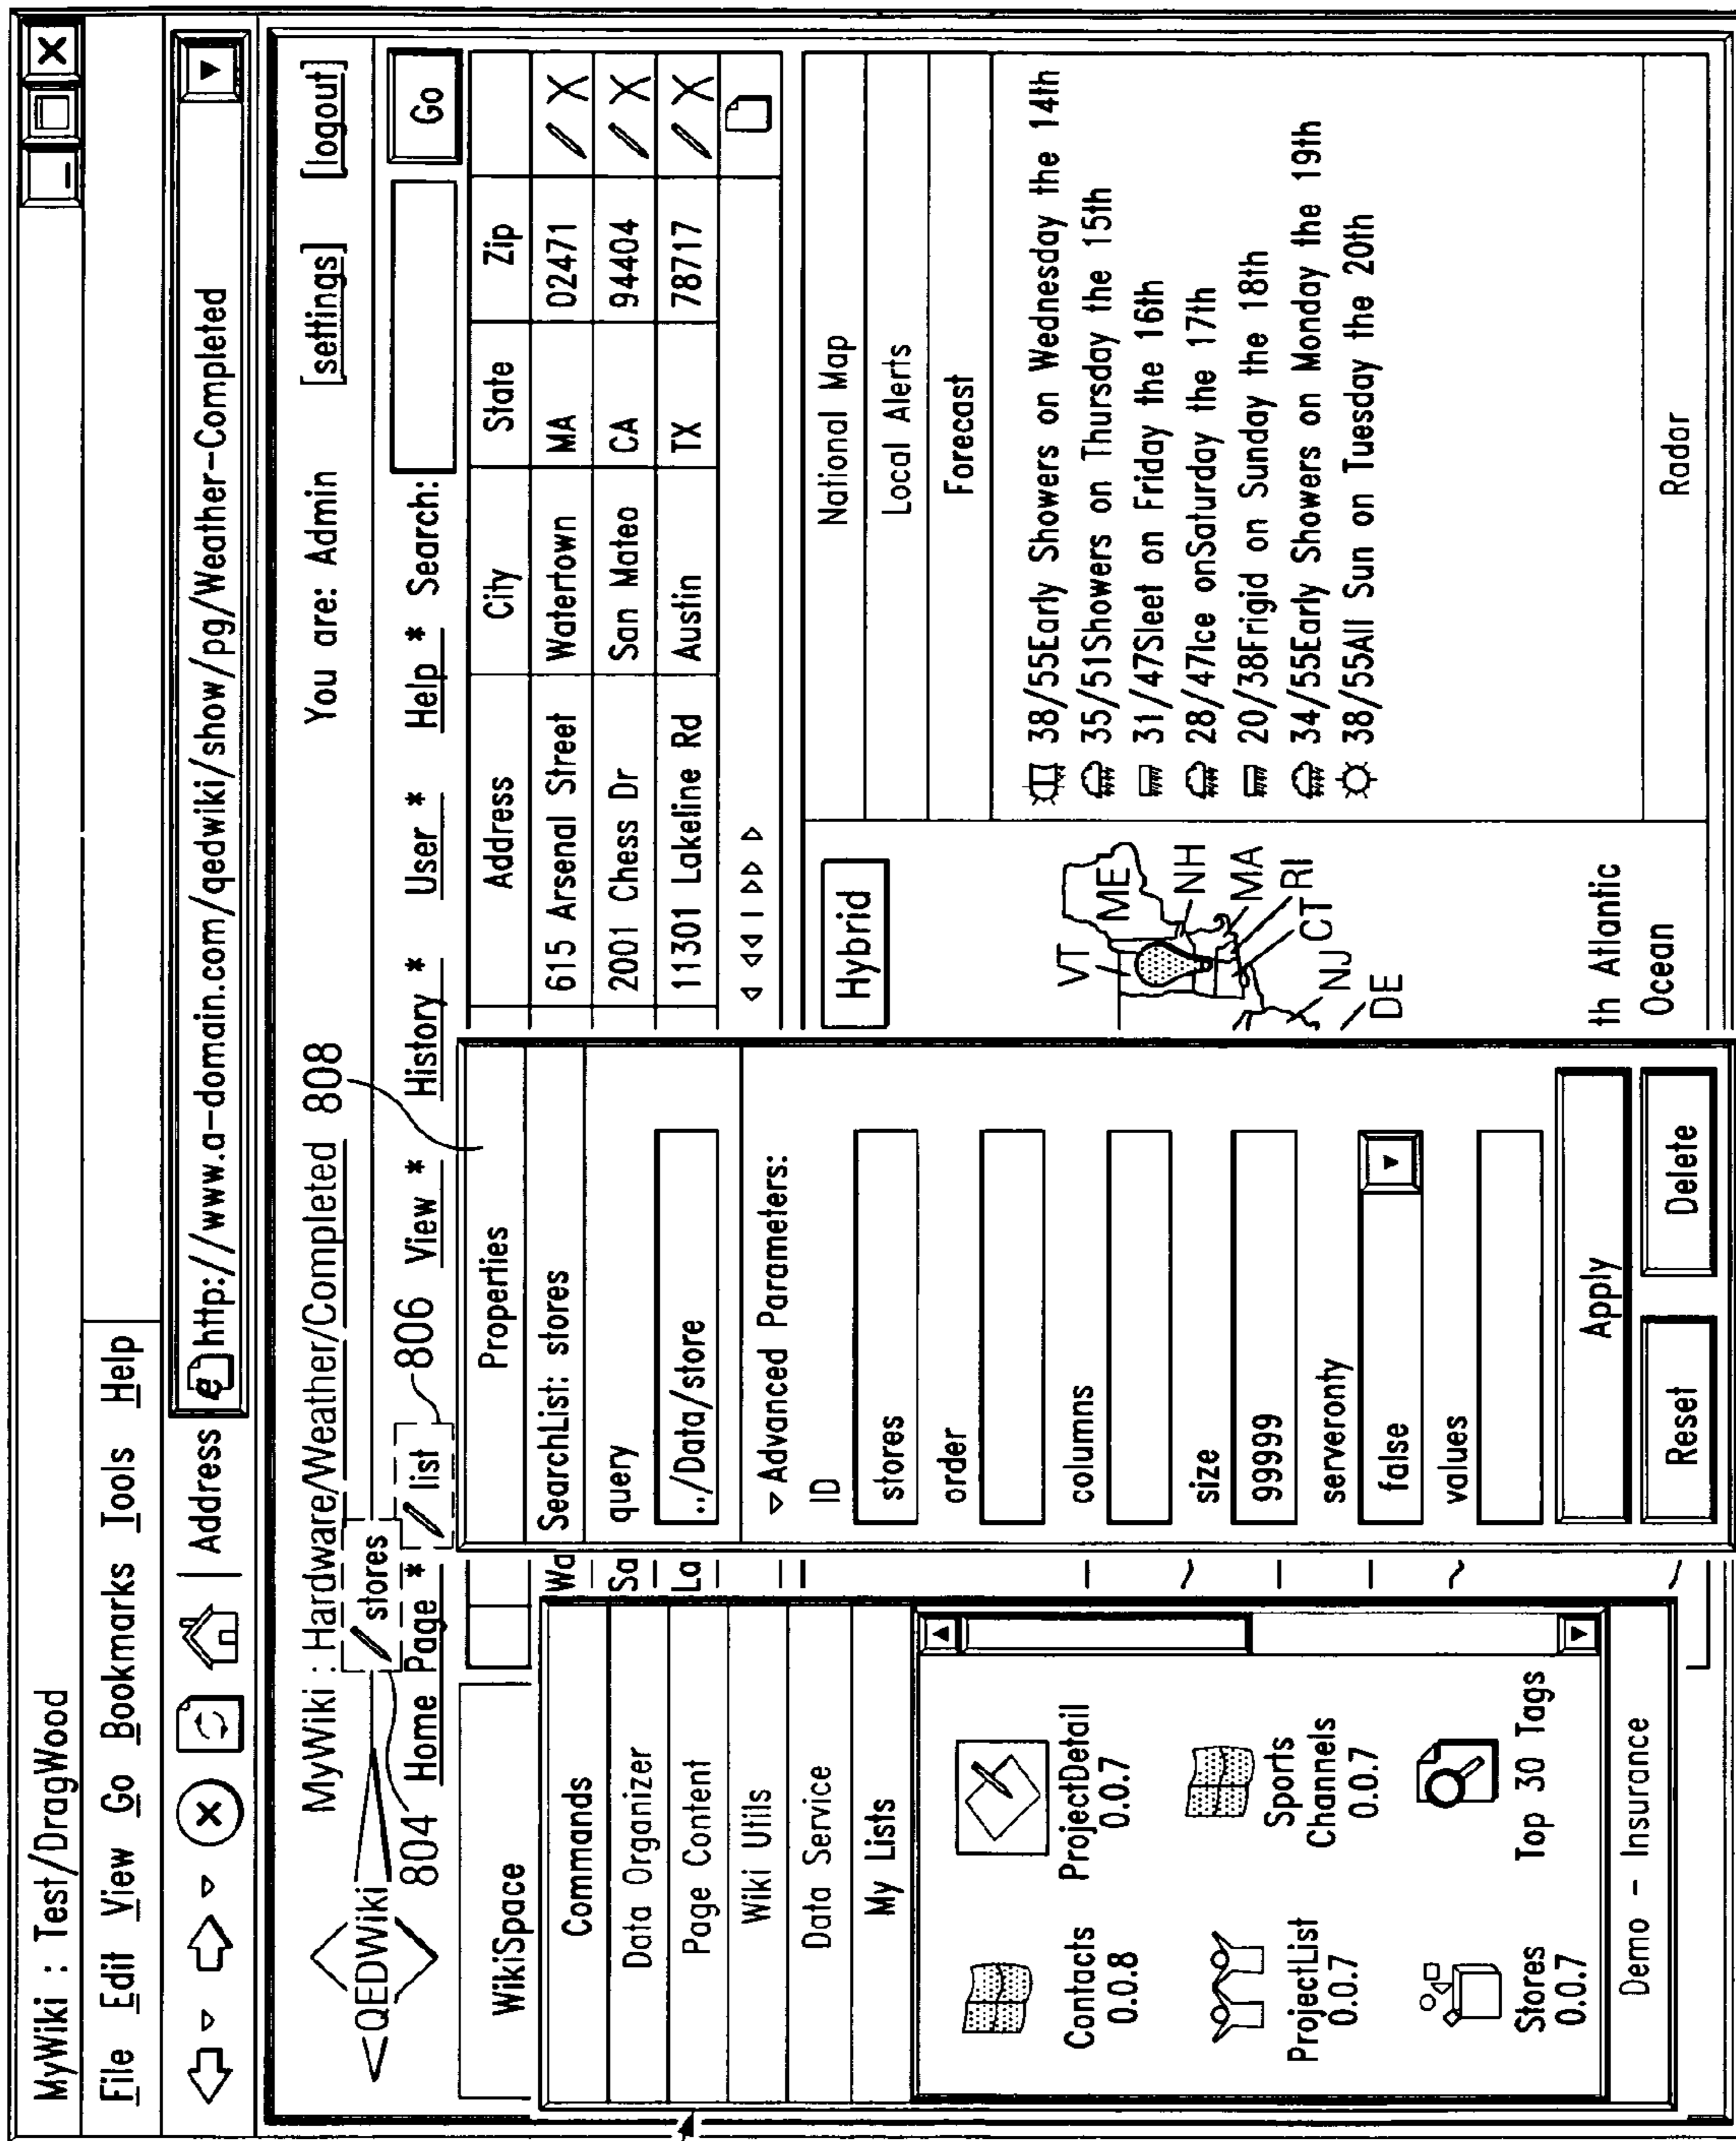 MyWiki : Test/DragWood
File Edit View Go Bookmarks Tools Help
Address http://www.a-domain.com/qedwiki/show/pg/Weather-Completed
QEDWiki
MyWiki : Hardware/Weather/Completed 808
You are: Admin [settings] [logout]
804
stores
806
list
Home Page * View * History * User * Help * Search: Go
WikiSpace
Commands
Data Organizer
Page Content
Wiki Utils
Data Service
My Lists
Contacts
0.0.8
ProjectDetail
0.0.7
ProjectList
0.0.7
Sports
Channels
0.0.7
Stores
0.0.7
Top 30 Tags
Demo - Insurance
Wa
Sa
La
Properties
SearchList: stores
query
../Data/store
Advanced Parameters:
ID
stores
order
columns
size
99999
serveronty
false
values
Apply
Reset Delete
Address City State Zip
615 Arsenal Street Watertown MA 02471
2001 Chess Dr San Mateo CA 94404
11301 Lakeline Rd Austin TX 78717
Hybrid
VT
ME
NH
MA
RI
CT
NJ
DE
th Atlantic
Ocean
National Map
Local Alerts
Forecast
38/55Early Showers on Wednesday the 14th
35/51Showers on Thursday the 15th
31/47Sleet on Friday the 16th
28/47Ice onSaturday the 17th
20/38Frigid on Sunday the 18th
34/55Early Showers on Monday the 19th
38/55All Sun on Tuesday the 20th
Radar